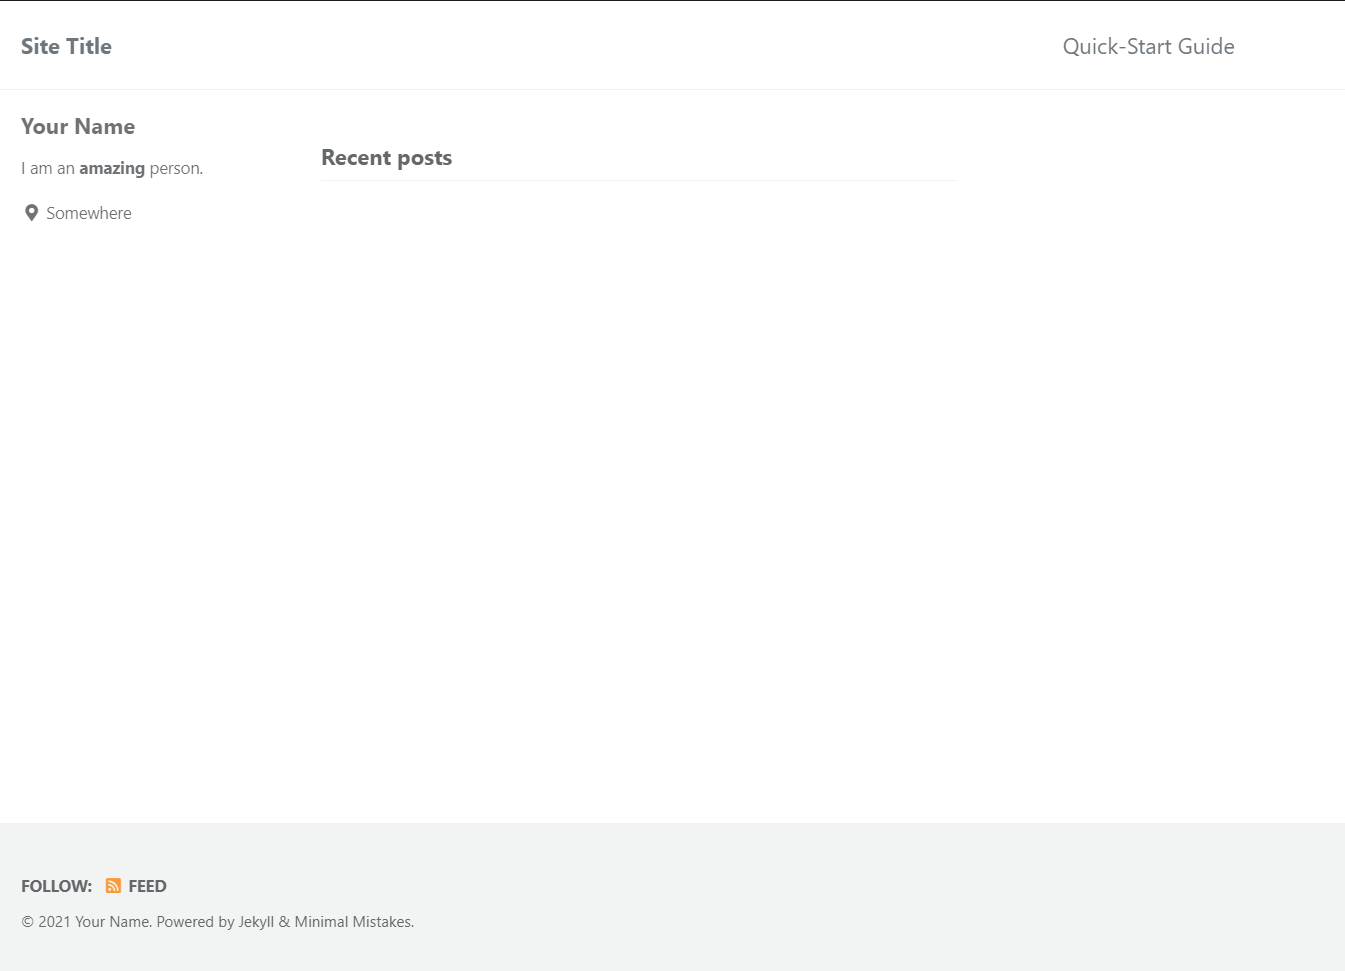 Site Title
Quick-Start Guide
Your Name
I am an amazing person.
Somewhere
Recent posts
FOLLOW: FEED
© 2021 Your Name. Powered by Jekyll & Minimal Mistakes.